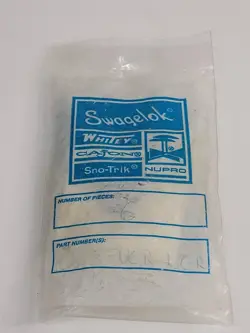 Swagelok
WHITEY®
CAJON®
Sno-Trik®
NUPRO
NUMBER OF PIECES:
PART NUMBER(S):